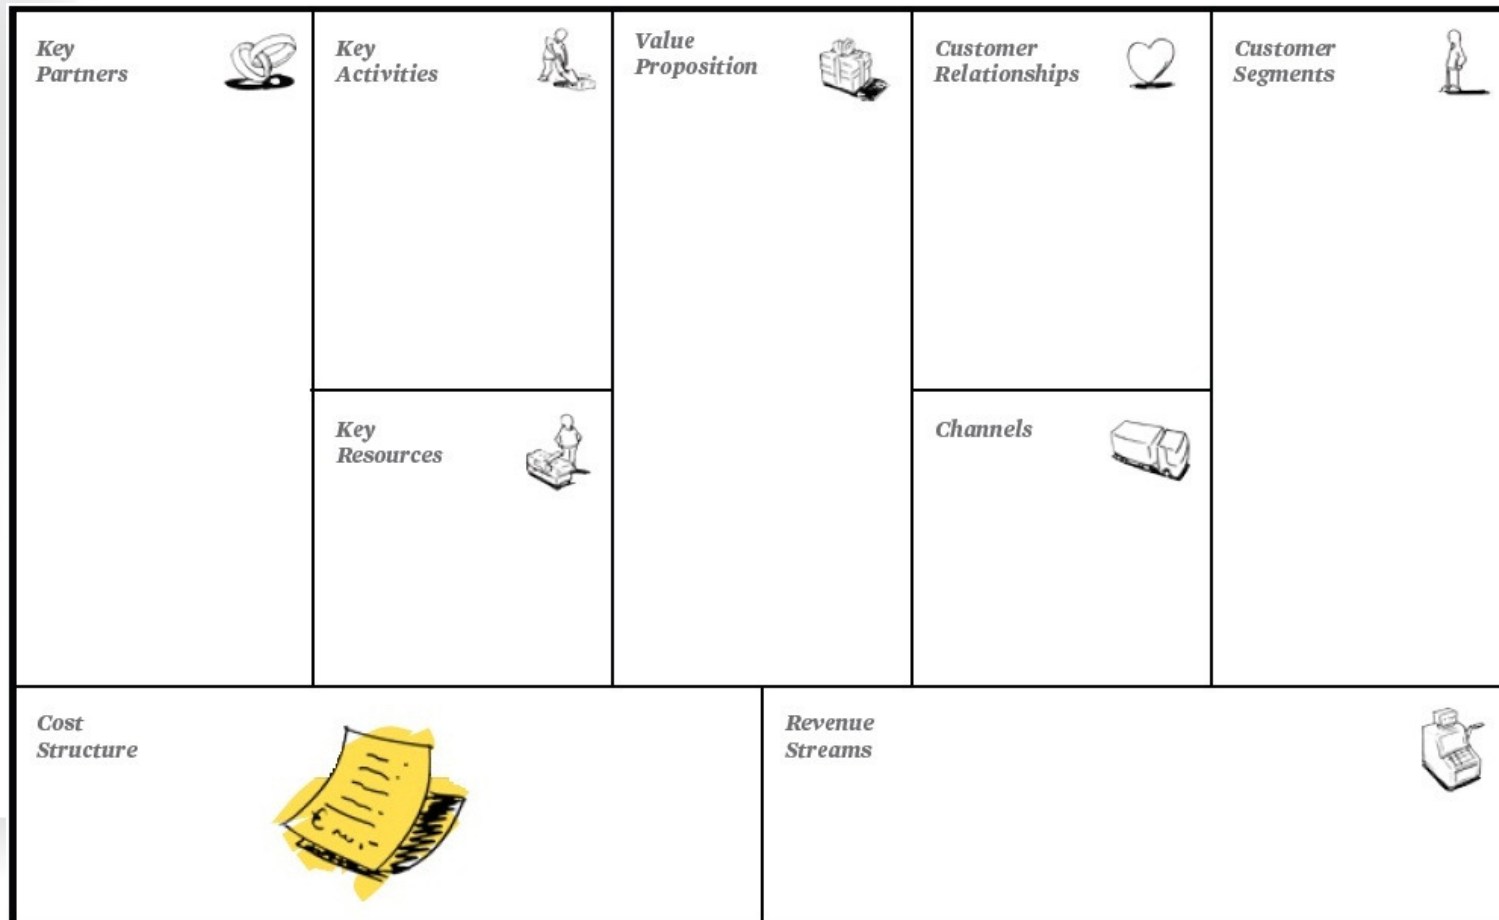 Key
Partners
Key
Activities
Value
Proposition
Customer
Relationships
Customer
Segments
Key
Resources
Channels
Cost
Structure
€
Revenue
Streams